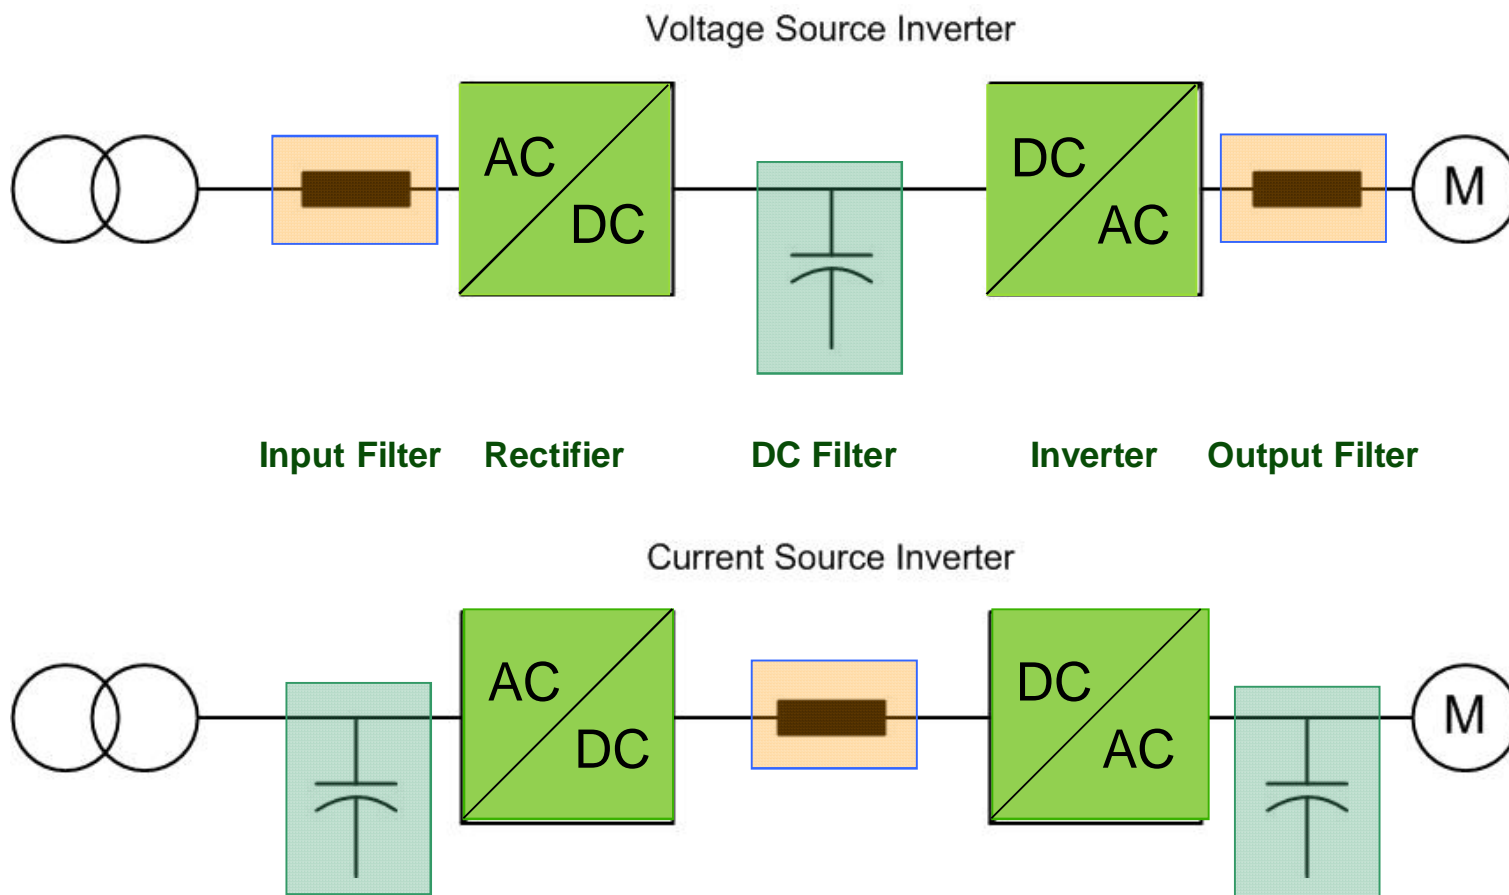 Voltage Source Inverter
AC
DC
DC
AC
M
Input Filter Rectifier DC Filter Inverter Output Filter
Current Source Inverter
AC
DC
DC
AC
M